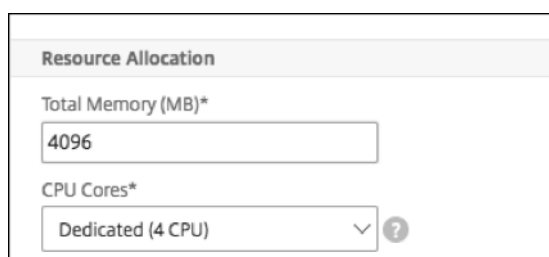 Resource Allocation
Total Memory (MB)*
4096
CPU Cores*
Dedicated (4 CPU)
?